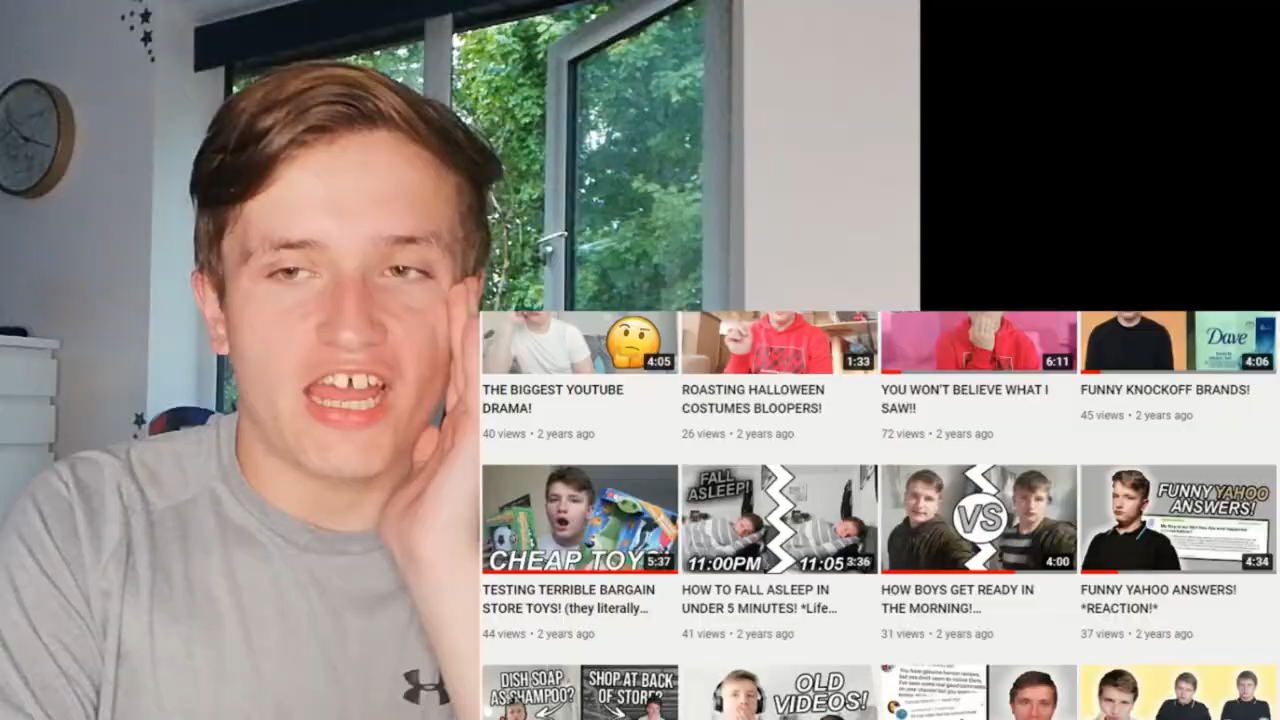 Dave
4:05
1:33
6:11
4:06
THE BIGGEST YOUTUBE
DRAMA!
40 views • 2 years ago
ROASTING HALLOWEEN
COSTUMES BLOOPERS!
26 views • 2 years ago
YOU WON'T BELIEVE WHAT I
SAW!!
72 views • 2 years ago
FUNNY KNOCKOFF BRANDS!
45 views • 2 years ago
CHEAP TOYS!
5:37
FALL
ASLEEP!
11:00PM
11:05
3:36
VS
4:00
FUNNY YAHOO
ANSWERS!
4:34
TESTING TERRIBLE BARGAIN
STORE TOYS! (they literally...
44 views • 2 years ago
HOW TO FALL ASLEEP IN
UNDER 5 MINUTES! *Life...
41 views • 2 years ago
HOW BOYS GET READY IN
THE MORNING!...
31 views • 2 years ago
FUNNY YAHOO ANSWERS!
*REACTION!*
37 views • 2 years ago
DISH SOAP
AS SHAMPOO?
SHOP AT BACK
OF STORE?
OLD
VIDEOS!